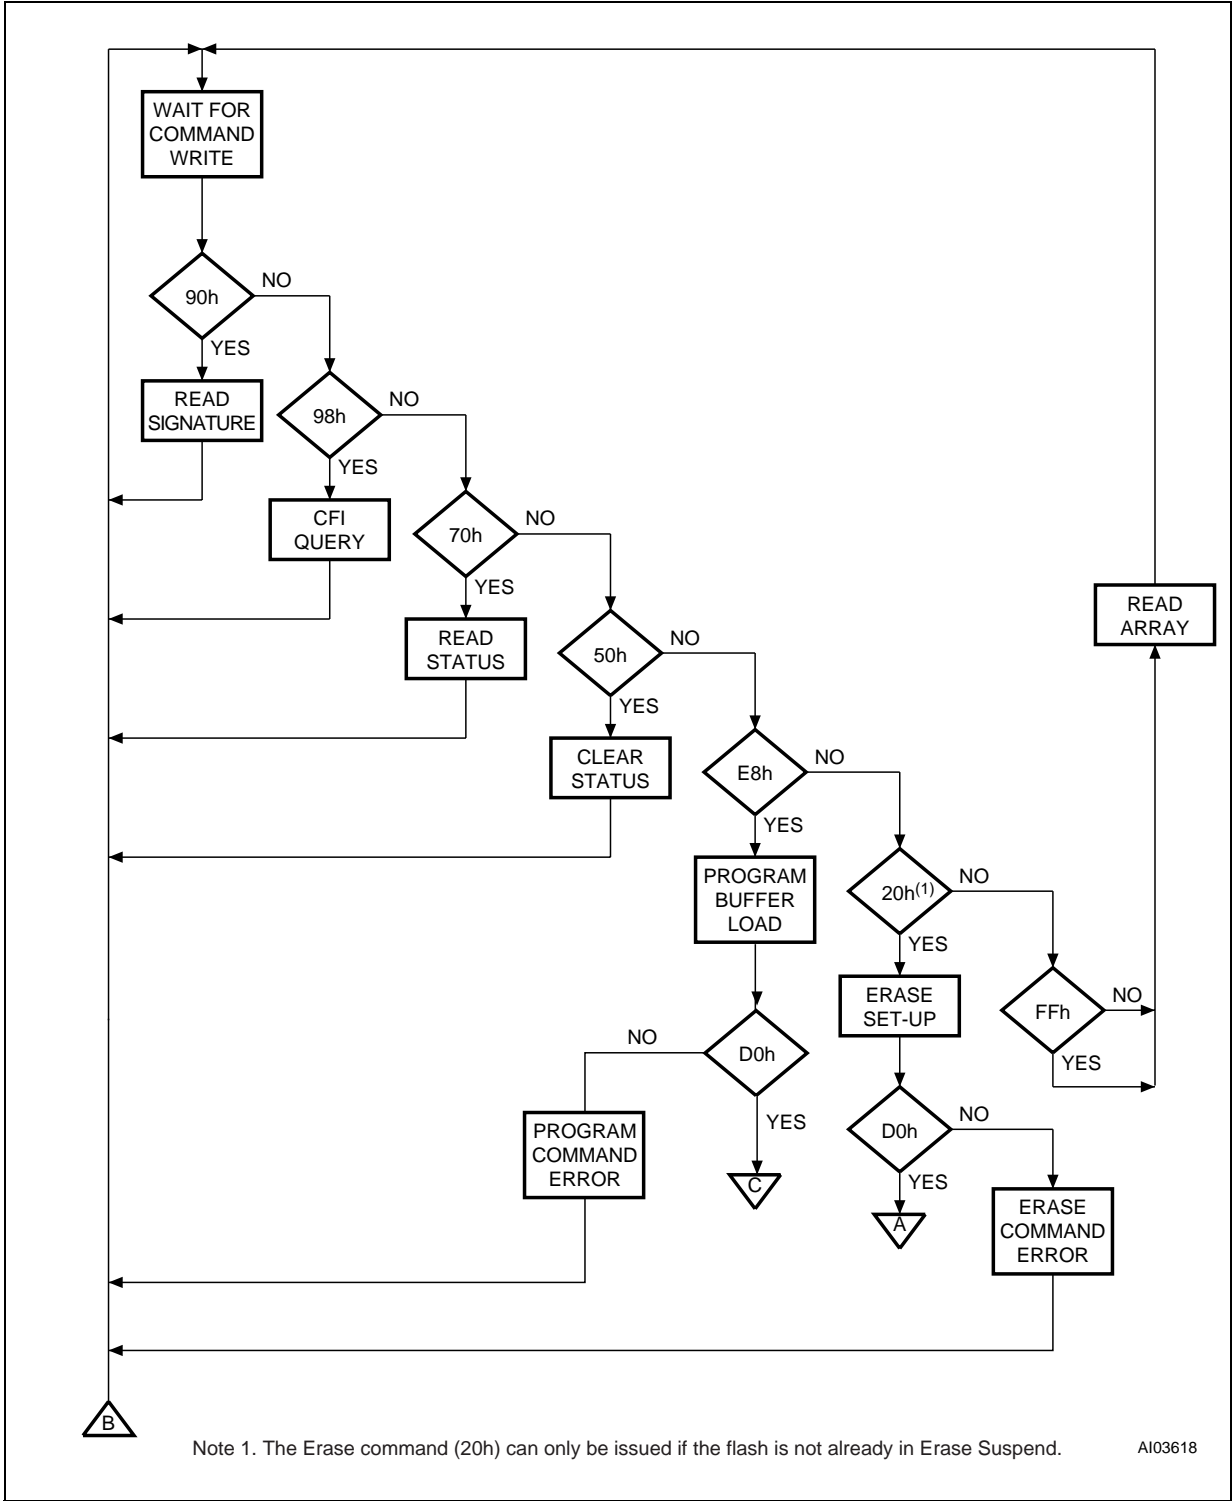 WAIT FOR
COMMAND
WRITE
90h
NO
YES
READ
SIGNATURE
98h
NO
YES
CFI
QUERY
70h
NO
YES
READ
STATUS
50h
NO
YES
CLEAR
STATUS
READ
ARRAY
E8h
NO
YES
PROGRAM
BUFFER
LOAD
20h(1)
NO
YES
ERASE
SET-UP
FFh
NO
YES
D0h
NO
YES
PROGRAM
COMMAND
ERROR
C
D0h
NO
YES
A
ERASE
COMMAND
ERROR
B
Note 1. The Erase command (20h) can only be issued if the flash is not already in Erase Suspend.
AI03618